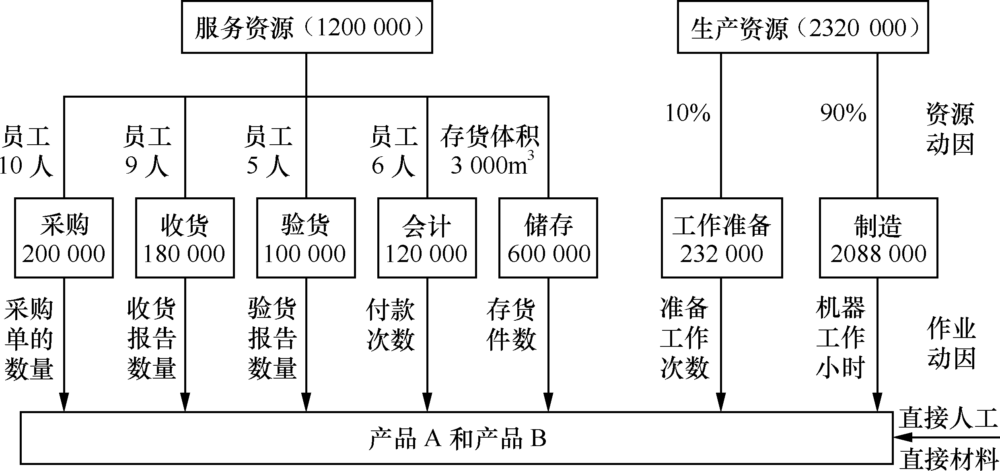 服务资源（1200 000）
生产资源（2320 000）
员工
10 人
员工
9 人
员工
5 人
员工
6 人
存货体积
3 000m³
10%
90%
资源
动因
采购
200 000
收货
180 000
验货
100 000
会计
120 000
储存
600 000
工作准备
232 000
制造
2088 000
采购
单的
数量
收货
报告
数量
验货
报告
数量
付款
次数
存货
件数
准备
工作
次数
机器
工作
小时
作业
动因
产品 A 和产品 B
直接人工
直接材料